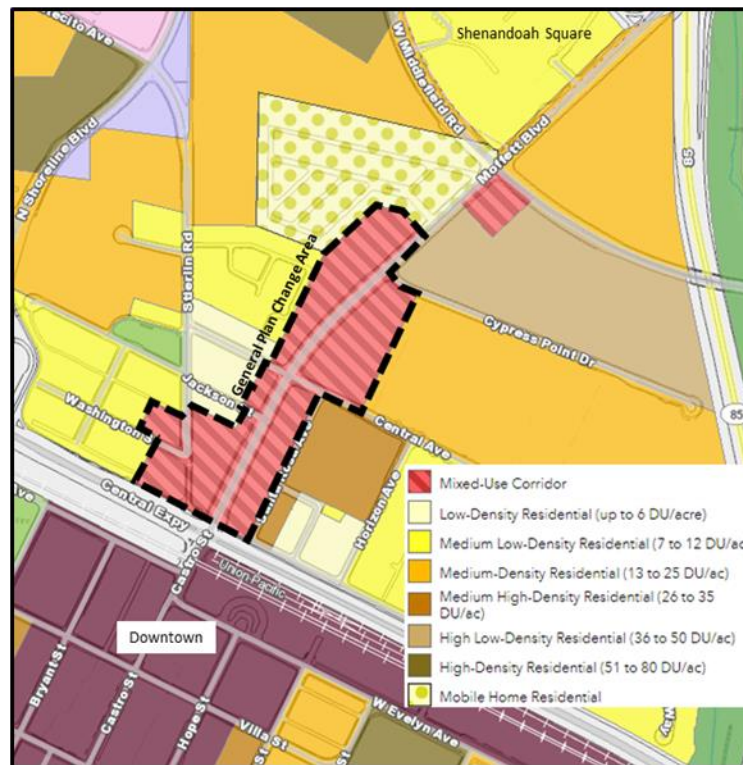 ecito Ave
Shenandoah Square
W Middlefield Rd
Moffett Blvd
85
N Shoreline Blvd
Stierlin Rd
General Plan Change Area
Cypress Point Dr
Jackson
Washington S
85
Central Ave
Central Expy
Horizon Ave
Castro St
Union Pacific
Ave
Downtown
Bryant St
Castro St
Hope St
Villa St
St
W Evelyn Ave
Way
Mixed-Use Corridor
Low-Density Residential (up to 6 DU/acre)
Medium Low-Density Residential (7 to 12 DU/ac
Medium-Density Residential (13 to 25 DU/ac)
Medium High-Density Residential (26 to 35
DU/ac)
High Low-Density Residential (36 to 50 DU/ac)
High-Density Residential (51 to 80 DU/ac)
Mobile Home Residential